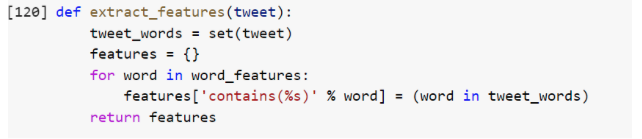 [120] def extract_features(tweet):
    tweet_words = set(tweet)
    features = {}
    for word in word_features:
        features['contains(%s)' % word] = (word in tweet_words)
    return features